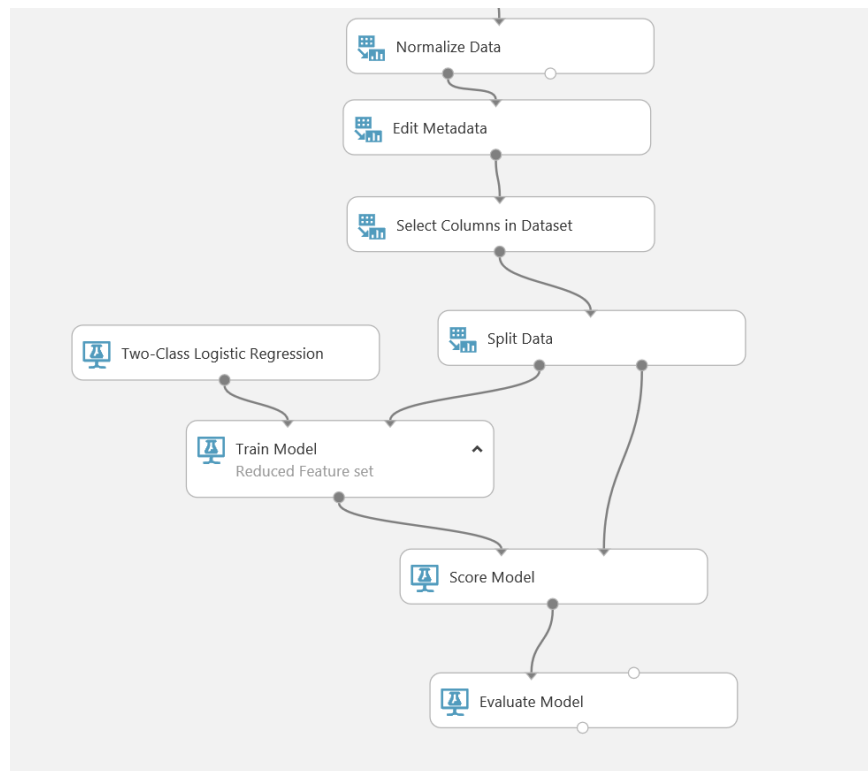 Normalize Data
Edit Metadata
Select Columns in Dataset
Split Data
Two-Class Logistic Regression
Train Model
Reduced Feature set
Score Model
Evaluate Model